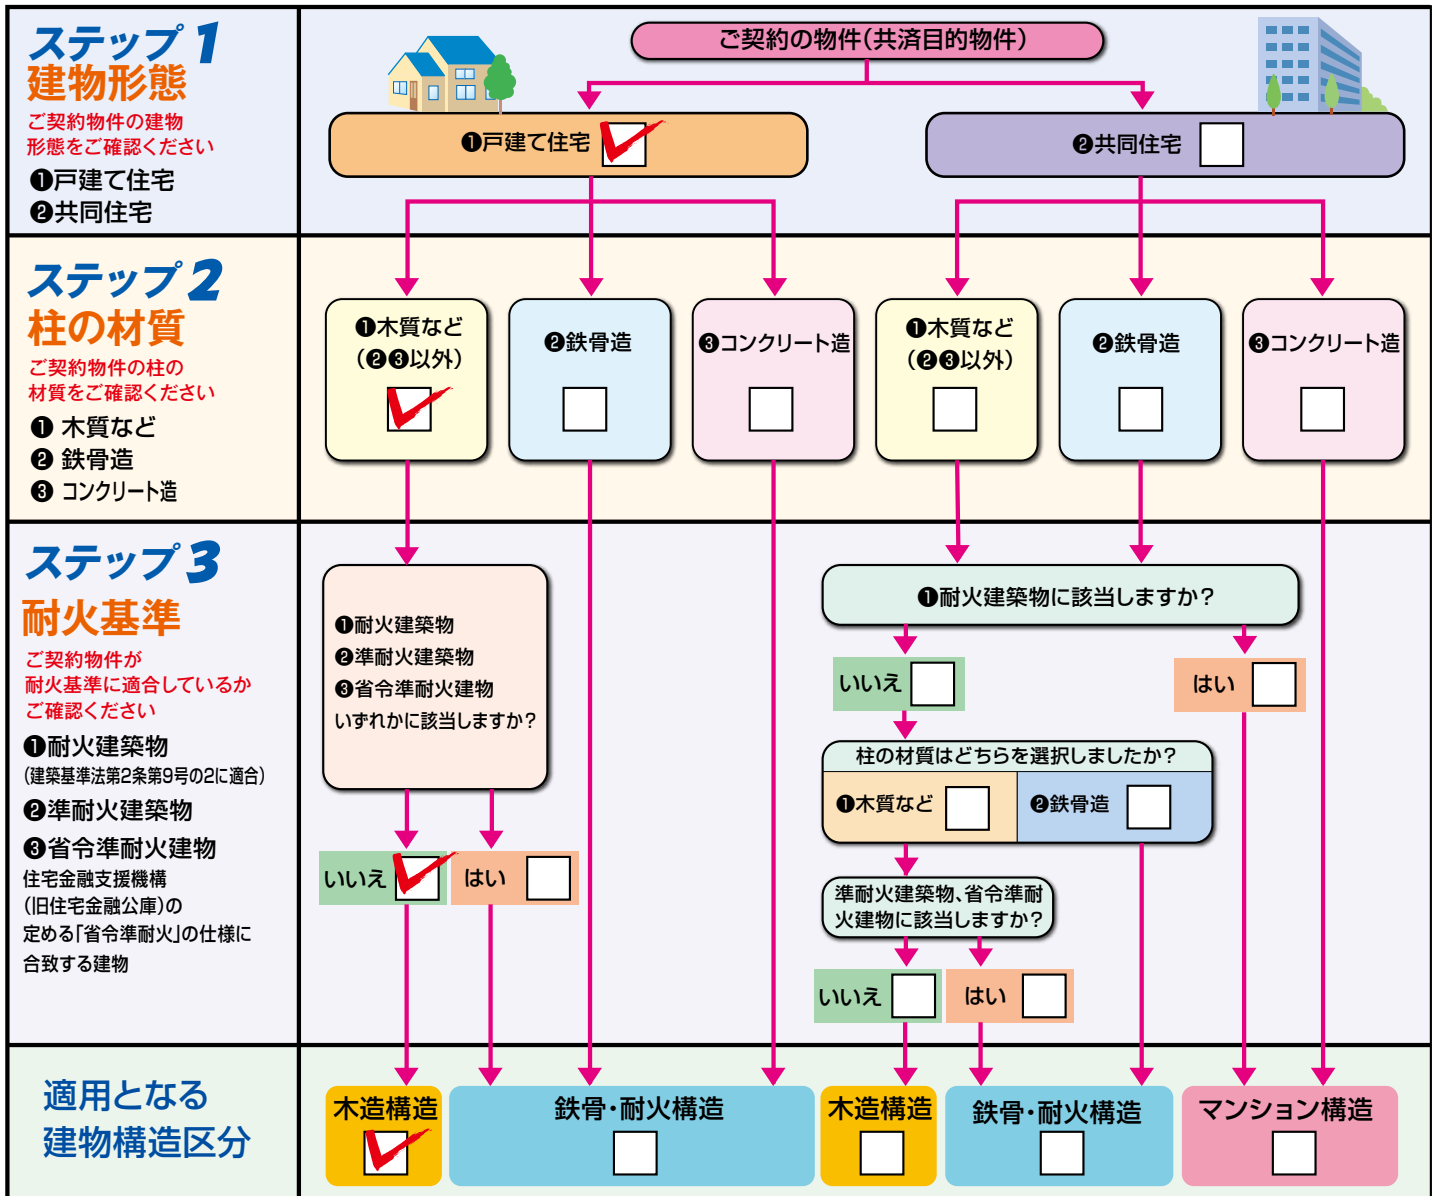 ステップ 1
建物形態
ご契約物件の建物
形態をご確認ください
❶戸建て住宅
❷共同住宅
ご契約の物件(共済目的物件)
❶戸建て住宅
❷共同住宅
ステップ 2
柱の材質
ご契約物件の柱の
材質をご確認ください
❶ 木質など
❷ 鉄骨造
❸ コンクリート造
❶木質など
(❷❸以外)
❷鉄骨造
❸コンクリート造
❶木質など
(❷❸以外)
❷鉄骨造
❸コンクリート造
ステップ 3
耐火基準
ご契約物件が
耐火基準に適合しているか
ご確認ください
❶耐火建築物
(建築基準法第2条第9号の2に適合)
❷準耐火建築物
❸省令準耐火建物
住宅金融支援機構
(旧住宅金融公庫)の
定める「省令準耐火」の仕様に
合致する建物
❶耐火建築物
❷準耐火建築物
❸省令準耐火建物
いずれかに該当しますか?
いいえ
はい
❶耐火建築物に該当しますか?
いいえ
はい
柱の材質はどちらを選択しましたか?
❶木質など
❷鉄骨造
準耐火建築物、省令準耐
火建物に該当しますか?
いいえ
はい
適用となる
建物構造区分
木造構造
鉄骨・耐火構造
木造構造
鉄骨・耐火構造
マンション構造